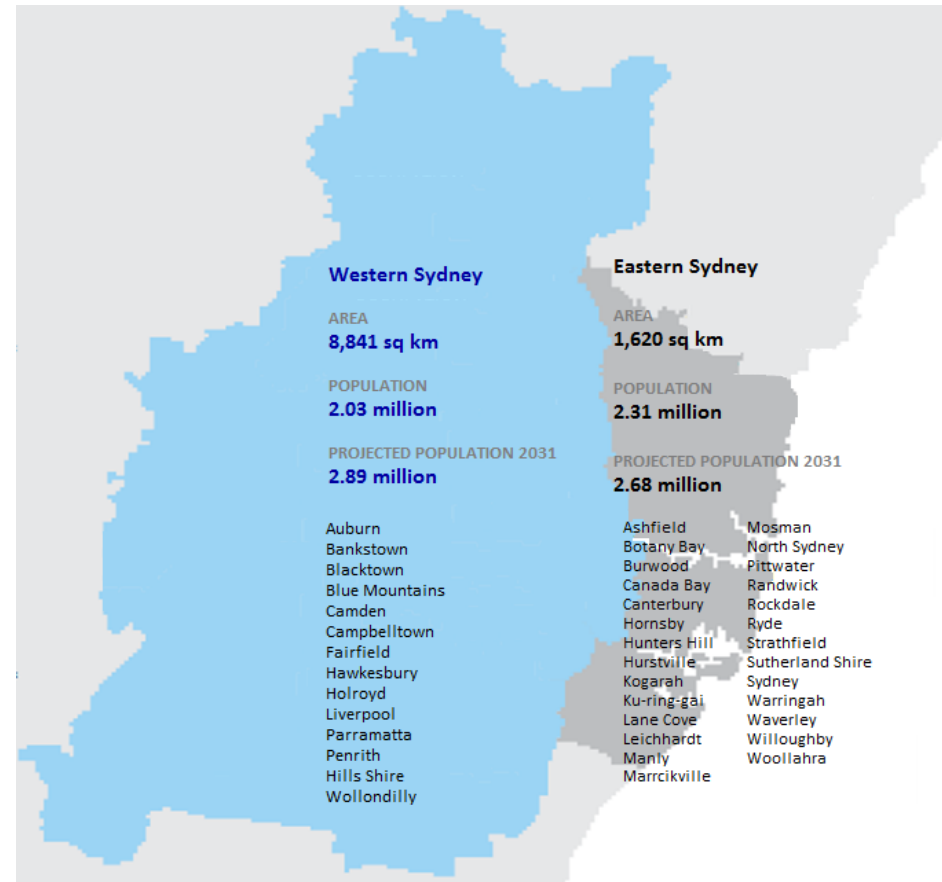 Western Sydney
AREA
8,841 sq km
POPULATION
2.03 million
PROJECTED POPULATION 2031
2.89 million
Auburn
Bankstown
Blacktown
Blue Mountains
Camden
Campbelltown
Fairfield
Hawkesbury
Holroyd
Liverpool
Parramatta
Penrith
Hills Shire
Wollondilly
Eastern Sydney
AREA
1,620 sq km
POPULATION
2.31 million
PROJECTED POPULATION 2031
2.68 million
Ashfield
Botany Bay
Burwood
Canada Bay
Canterbury
Hornsby
Hunters Hill
Hurstville
Kogarah
Ku-ring-gai
Lane Cove
Leichhardt
Manly
Marrcikville
Mosman
North Sydney
Pittwater
Randwick
Rockdale
Ryde
Strathfield
Sutherland Shire
Sydney
Warringah
Waverley
Willoughby
Woollahra